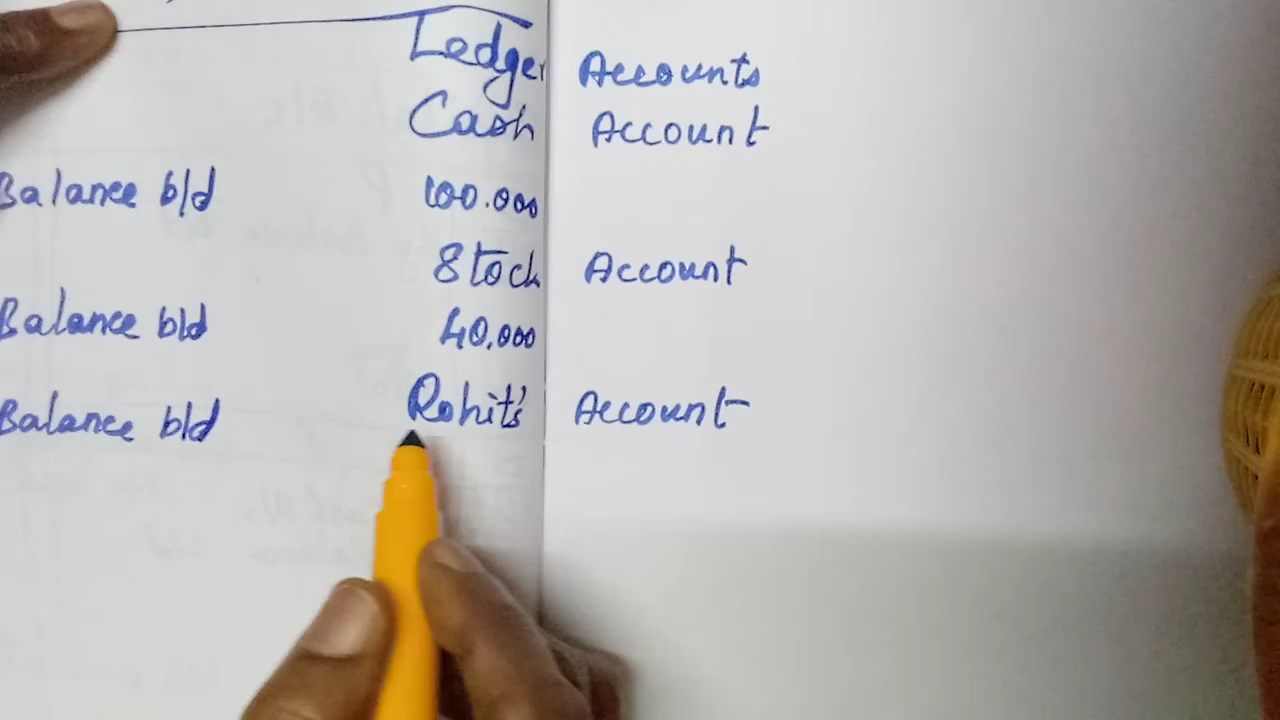 Ledger Accounts
Cash Account
Balance b/d 100.000
Stock Account
Balance b/d 40,000
Rohit's Account
Balance b/d